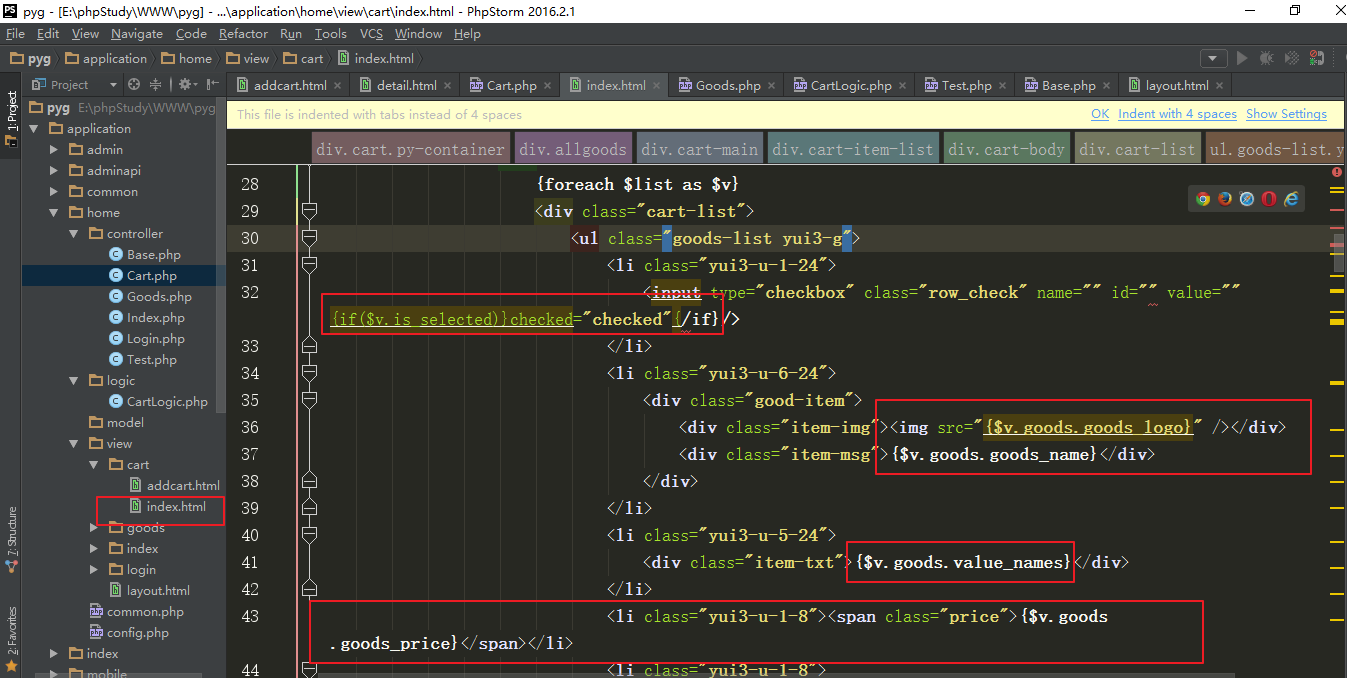 pyg - [E:\phpStudy\WWW\pyg] - ...\application\home\view\cart\index.html - PhpStorm 2016.2.1
File Edit View Navigate Code Refactor Run Tools VCS Window Help
pyg application home view cart index.html
Project
addcart.html detail.html Cart.php index.html Goods.php CartLogic.php Test.php Base.php layout.html
1: Project
7: Structure
2: Favorites
pyg E:\phpStudy\WWW\pyg
application
admin
adminapi
common
home
controller
Base.php
Cart.php
Goods.php
Index.php
Login.php
Test.php
logic
CartLogic.php
model
view
cart
addcart.html
index.html
goods
index
login
layout.html
common.php
config.php
index
mobile
This file is indented with tabs instead of 4 spaces OK Indent with 4 spaces Show Settings
div.cart.py-container div.allgoods div.cart-main div.cart-item-list div.cart-body div.cart-list ul.goods-list.y
28 {foreach $list as $v}
29 <div class="cart-list">
30 <ul class="goods-list yui3-g">
31 <li class="yui3-u-1-24">
32 <input type="checkbox" class="row_check" name="" id="" value=""
{if($v.is_selected)}checked="checked"{/if}/>
33 </li>
34 <li class="yui3-u-6-24">
35 <div class="good-item">
36 <div class="item-img"><img src="{$v.goods.goods_logo}" /></div>
37 <div class="item-msg">{$v.goods.goods_name}</div>
38 </div>
39 </li>
40 <li class="yui3-u-5-24">
41 <div class="item-txt">{$v.goods.value_names}</div>
42 </li>
43 <li class="yui3-u-1-8"><span class="price">{$v.goods
.goods_price}</span></li>
44 <li class="yui3-u-1-8">